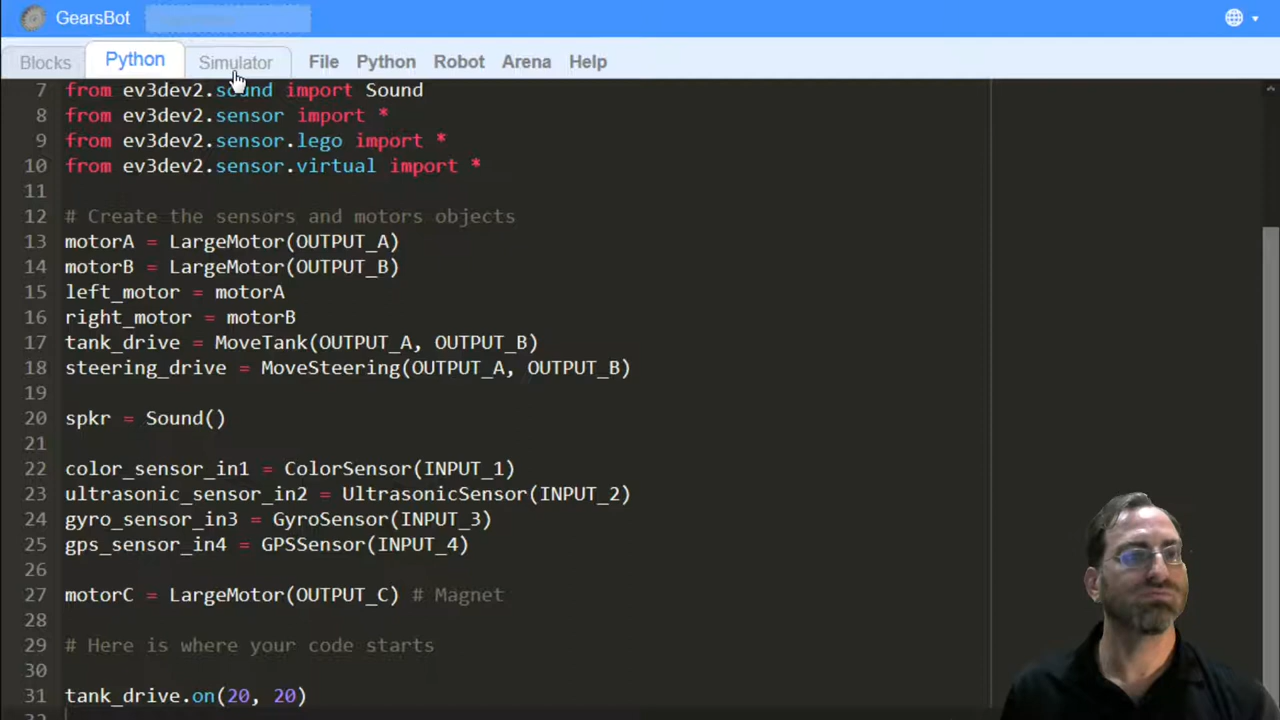 GearsBot
Blocks Python Simulator File Python Robot Arena Help
7 from ev3dev2.sound import Sound
8 from ev3dev2.sensor import *
9 from ev3dev2.sensor.lego import *
10 from ev3dev2.sensor.virtual import *
11
12 # Create the sensors and motors objects
13 motorA = LargeMotor(OUTPUT_A)
14 motorB = LargeMotor(OUTPUT_B)
15 left_motor = motorA
16 right_motor = motorB
17 tank_drive = MoveTank(OUTPUT_A, OUTPUT_B)
18 steering_drive = MoveSteering(OUTPUT_A, OUTPUT_B)
19
20 spkr = Sound()
21
22 color_sensor_in1 = ColorSensor(INPUT_1)
23 ultrasonic_sensor_in2 = UltrasonicSensor(INPUT_2)
24 gyro_sensor_in3 = GyroSensor(INPUT_3)
25 gps_sensor_in4 = GPSSensor(INPUT_4)
26
27 motorC = LargeMotor(OUTPUT_C) # Magnet
28
29 # Here is where your code starts
30
31 tank_drive.on(20, 20)
32